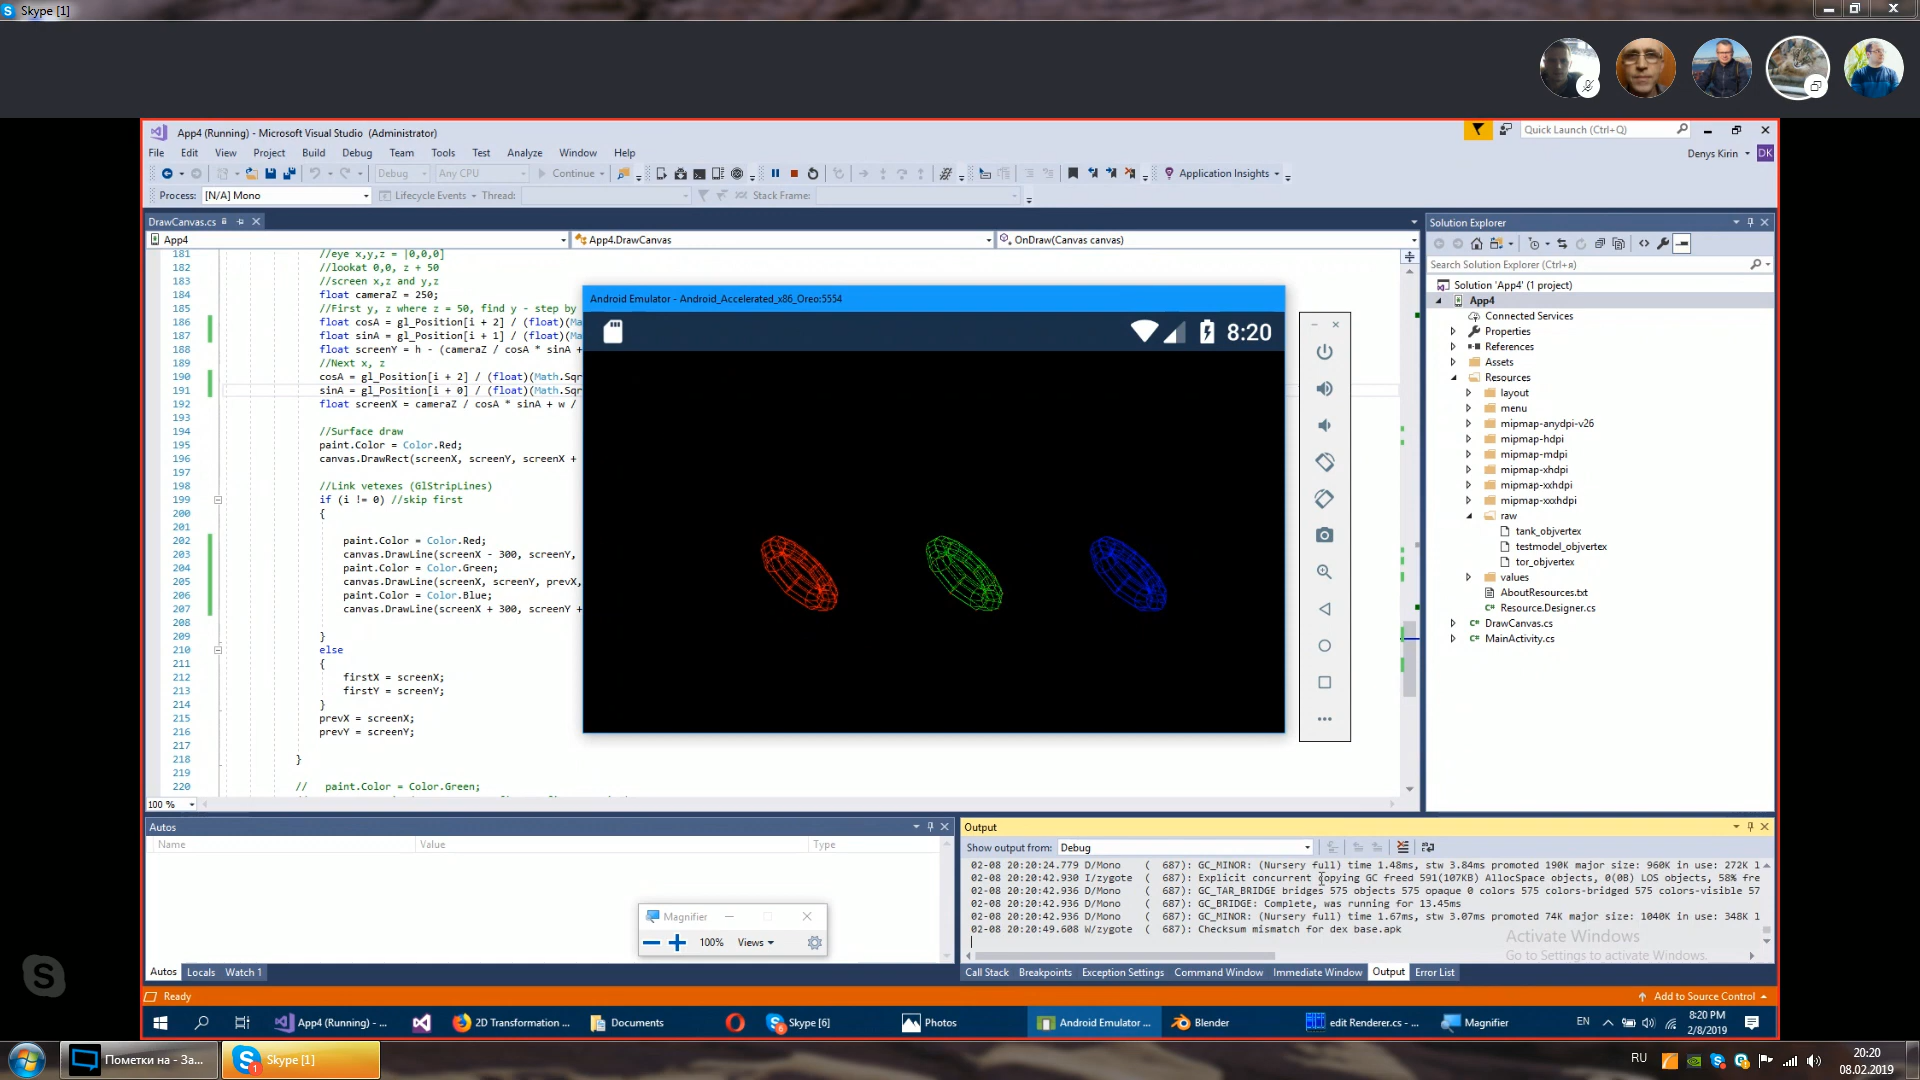 Skype [1]
App4 (Running) - Microsoft Visual Studio (Administrator)
Quick Launch (Ctrl+Q)
File Edit View Project Build Debug Team Tools Test Analyze Window Help
Denys Kirin DK
Debug Any CPU Continue Application Insights
Process: [N/A] Mono Lifecycle Events Thread: Stack Frame:
DrawCanvas.cs
App4 App4.DrawCanvas OnDraw(Canvas canvas)
181 //eye x,y,z = |0,0,0]
182 //lookat 0,0, z + 50
183 //screen x,z and y,z
184 float cameraZ = 250;
185 //First y, z where z = 50, find y - step by
186 float cosA = gl_Position[i + 2] / (float)(Ma
187 float sinA = gl_Position[i + 1] / (float)(Ma
188 float screenY = h - (cameraZ / cosA * sinA +
189 //Next x, z
190 cosA = gl_Position[i + 2] / (float)(Math.Sqr
191 sinA = gl_Position[i + 0] / (float)(Math.Sqr
192 float screenX = cameraZ / cosA * sinA + w /
193
194 //Surface draw
195 paint.Color = Color.Red;
196 canvas.DrawRect(screenX, screenY, screenX +
197
198 //Link vetexes (GlStripLines)
199 if (i != 0) //skip first
200 {
201
202 paint.Color = Color.Red;
203 canvas.DrawLine(screenX - 300, screenY,
204 paint.Color = Color.Green;
205 canvas.DrawLine(screenX, screenY, prevX,
206 paint.Color = Color.Blue;
207 canvas.DrawLine(screenX + 300, screenY +
208
209 }
210 else
211 {
212 firstX = screenX;
213 firstY = screenY;
214 }
215 prevX = screenX;
216 prevY = screenY;
217
218 }
219
220 // paint.Color = Color.Green;
100 %
Android Emulator - Android_Accelerated_x86_Oreo:5554
8:20
Solution Explorer
Search Solution Explorer (Ctrl+я)
Solution 'App4' (1 project)
App4
Connected Services
Properties
References
Assets
Resources
layout
menu
mipmap-anydpi-v26
mipmap-hdpi
mipmap-mdpi
mipmap-xhdpi
mipmap-xxhdpi
mipmap-xxxhdpi
raw
tank_objvertex
testmodel_objvertex
tor_objvertex
values
AboutResources.txt
Resource.Designer.cs
DrawCanvas.cs
MainActivity.cs
Autos
Name Value Type
Autos Locals Watch 1
Magnifier
100% Views
Output
Show output from: Debug
02-08 20:20:24.779 D/Mono ( 687): GC_MINOR: (Nursery full) time 1.48ms, stw 3.84ms promoted 190K major size: 960K in use: 272K l
02-08 20:20:42.930 I/zygote ( 687): Explicit concurrent copying GC freed 591(107KB) AllocSpace objects, 0(0B) LOS objects, 58% fre
02-08 20:20:42.936 D/Mono ( 687): GC_TAR_BRIDGE bridges 575 objects 575 opaque 0 colors 575 colors-bridged 575 colors-visible 57
02-08 20:20:42.936 D/Mono ( 687): GC_BRIDGE: Complete, was running for 13.45ms
02-08 20:20:42.936 D/Mono ( 687): GC_MINOR: (Nursery full) time 1.67ms, stw 3.07ms promoted 74K major size: 1040K in use: 348K l
02-08 20:20:49.608 W/zygote ( 687): Checksum mismatch for dex base.apk
Activate Windows
Go to Settings to activate Windows.
Call Stack Breakpoints Exception Settings Command Window Immediate Window Output Error List
Ready
Add to Source Control
App4 (Running) - ... 2D Transformation ... Documents Skype [6] Photos Android Emulator ... Blender edit Renderer.cs - ... Magnifier
EN
8:20 PM
2/8/2019
Пометки на - За...
Skype [1]
RU
20:20
08.02.2019